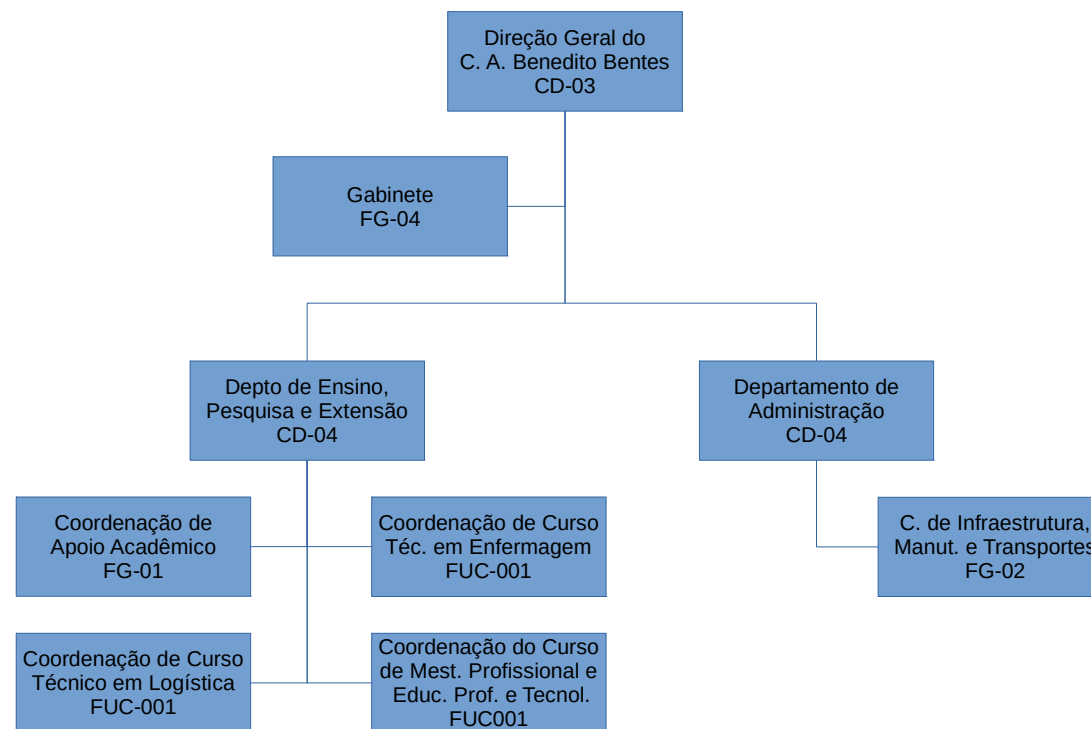 Direção Geral do
C. A. Benedito Bentes
CD-03
Gabinete
FG-04
Depto de Ensino,
Pesquisa e Extensão
CD-04
Departamento de
Administração
CD-04
Coordenação de
Apoio Acadêmico
FG-01
Coordenação de Curso
Téc. em Enfermagem
FUC-001
C. de Infraestrutura,
Manut. e Transportes
FG-02
Coordenação de Curso
Técnico em Logística
FUC-001
Coordenação do Curso
de Mest. Profissional e
Educ. Prof. e Tecnol.
FUC001